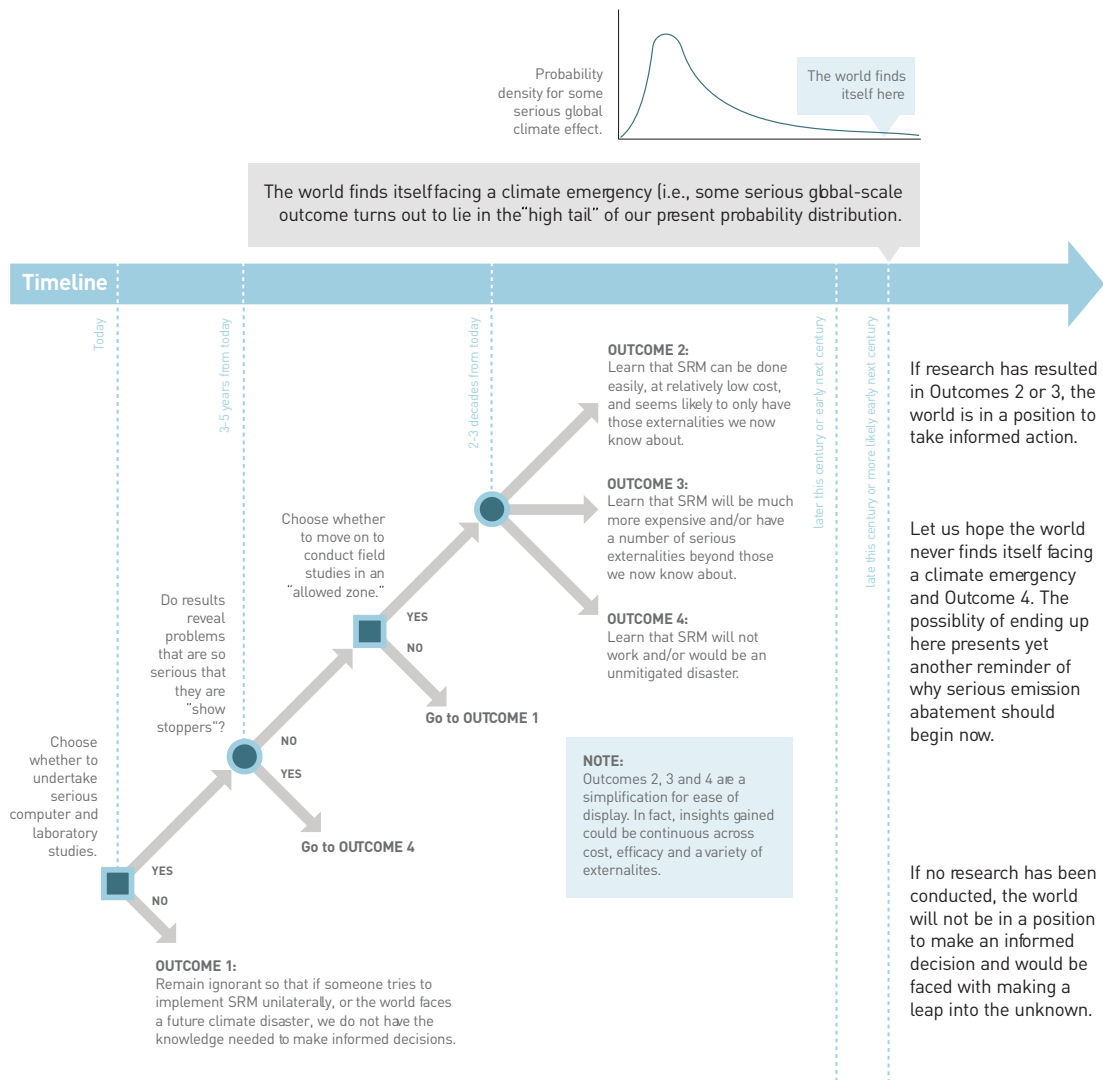 Probability
density for some
serious global
climate effect.
The world finds
itself here
The world finds itself facing a climate emergency (i.e., some serious global-scale
outcome turns out to lie in the "high tail" of our present probability distribution.
Timeline
Today
3-5 years from today
2-3 decades from today
later this century or early next century
late this century or more likely early next century
OUTCOME 2:
Learn that SRM can be done
easily, at relatively low cost,
and seems likely to only have
those externalities we now
know about.
OUTCOME 3:
Learn that SRM will be much
more expensive and/or have
a number of serious
externalities beyond those
we now know about.
OUTCOME 4:
Learn that SRM will not
work and/or would be an
unmitigated disaster.
Choose whether
to move on to
conduct field
studies in an
"allowed zone."
YES
NO
Go to OUTCOME 1
Do results
reveal
problems
that are so
serious that
they are
"show
stoppers"?
NO
YES
Go to OUTCOME 4
Choose
whether to
undertake
serious
computer and
laboratory
studies.
YES
NO
OUTCOME 1:
Remain ignorant so that if someone tries to
implement SRM unilaterally, or the world faces
a future climate disaster, we do not have the
knowledge needed to make informed decisions.
NOTE:
Outcomes 2, 3 and 4 are a
simplification for ease of
display. In fact, insights gained
could be continuous across
cost, efficacy and a variety of
externalites.
If research has resulted
in Outcomes 2 or 3, the
world is in a position to
take informed action.
Let us hope the world
never finds itself facing
a climate emergency
and Outcome 4. The
possiblity of ending up
here presents yet
another reminder of
why serious emission
abatement should
begin now.
If no research has been
conducted, the world
will not be in a position
to make an informed
decision and would be
faced with making a
leap into the unknown.